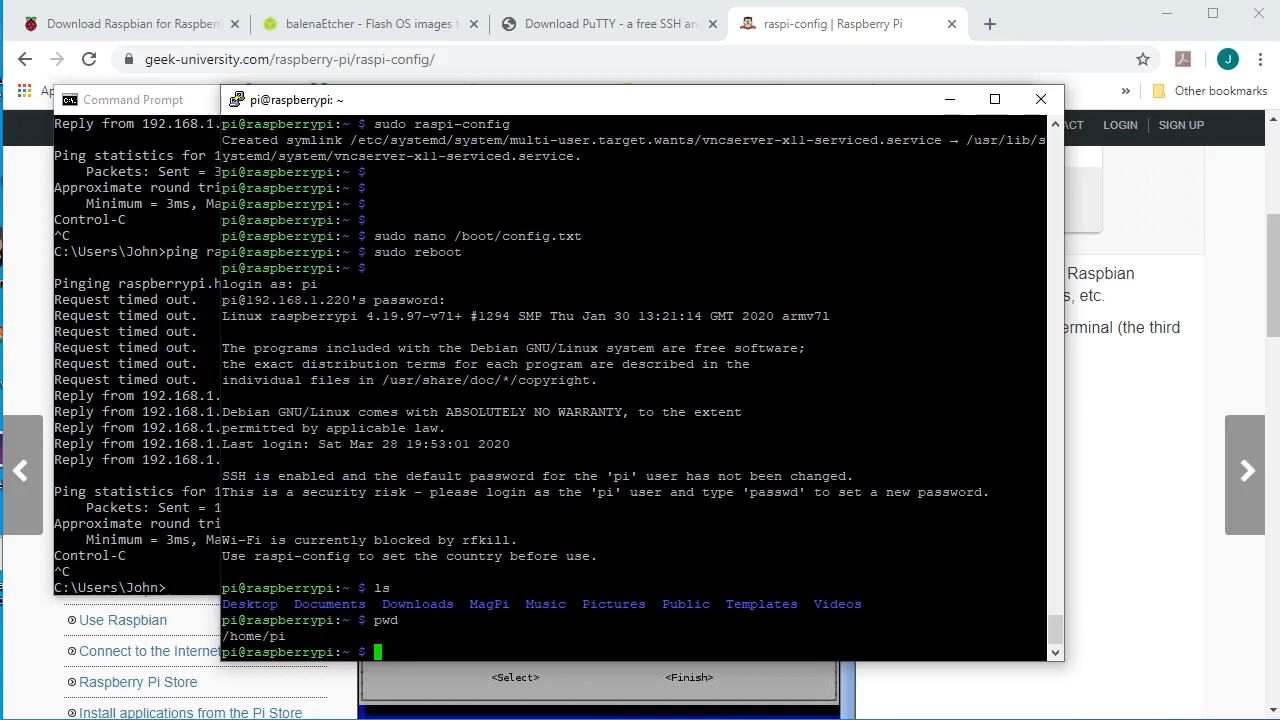 Download Raspbian for Raspber
balenaEtcher - Flash OS images t
Download PuTTY - a free SSH an
raspi-config | Raspberry Pi
geek-university.com/raspberry-pi/raspi-config/
J
Ap
» Other bookmarks
ACT LOGIN SIGN UP
Command Prompt
Reply from 192.168.1.
Ping statistics for 1
Packets: Sent = 3
Approximate round tri
Minimum = 3ms, Ma
Control-C
^C
C:\Users\John>ping ra
Pinging raspberrypi.h
Request timed out.
Request timed out.
Request timed out.
Request timed out.
Request timed out.
Request timed out.
Reply from 192.168.1.
Reply from 192.168.1.
Reply from 192.168.1.
Reply from 192.168.1.
Reply from 192.168.1.
Ping statistics for 1
Packets: Sent = 1
Approximate round tri
Minimum = 3ms, Ma
Control-C
^C
C:\Users\John>
pi@raspberrypi: ~
pi@raspberrypi:~ $ sudo raspi-config
Created symlink /etc/systemd/system/multi-user.target.wants/vncserver-x11-serviced.service → /usr/lib/s
ystemd/system/vncserver-x11-serviced.service.
pi@raspberrypi:~ $
pi@raspberrypi:~ $
pi@raspberrypi:~ $
pi@raspberrypi:~ $
pi@raspberrypi:~ $ sudo nano /boot/config.txt
pi@raspberrypi:~ $ sudo reboot
pi@raspberrypi:~ $
login as: pi
pi@192.168.1.220's password:
Linux raspberrypi 4.19.97-v7l+ #1294 SMP Thu Jan 30 13:21:14 GMT 2020 armv7l
The programs included with the Debian GNU/Linux system are free software;
the exact distribution terms for each program are described in the
individual files in /usr/share/doc/*/copyright.
Debian GNU/Linux comes with ABSOLUTELY NO WARRANTY, to the extent
permitted by applicable law.
Last login: Sat Mar 28 19:53:01 2020
SSH is enabled and the default password for the 'pi' user has not been changed.
This is a security risk - please login as the 'pi' user and type 'passwd' to set a new password.
Wi-Fi is currently blocked by rfkill.
Use raspi-config to set the country before use.
pi@raspberrypi:~ $ ls
Desktop Documents Downloads MagPi Music Pictures Public Templates Videos
pi@raspberrypi:~ $ pwd
/home/pi
pi@raspberrypi:~ $
Raspbian
s, etc.
erminal (the third
Use Raspbian
Connect to the Internet
Raspberry Pi Store
Install applications from the Pi Store
<Select> <Finish>